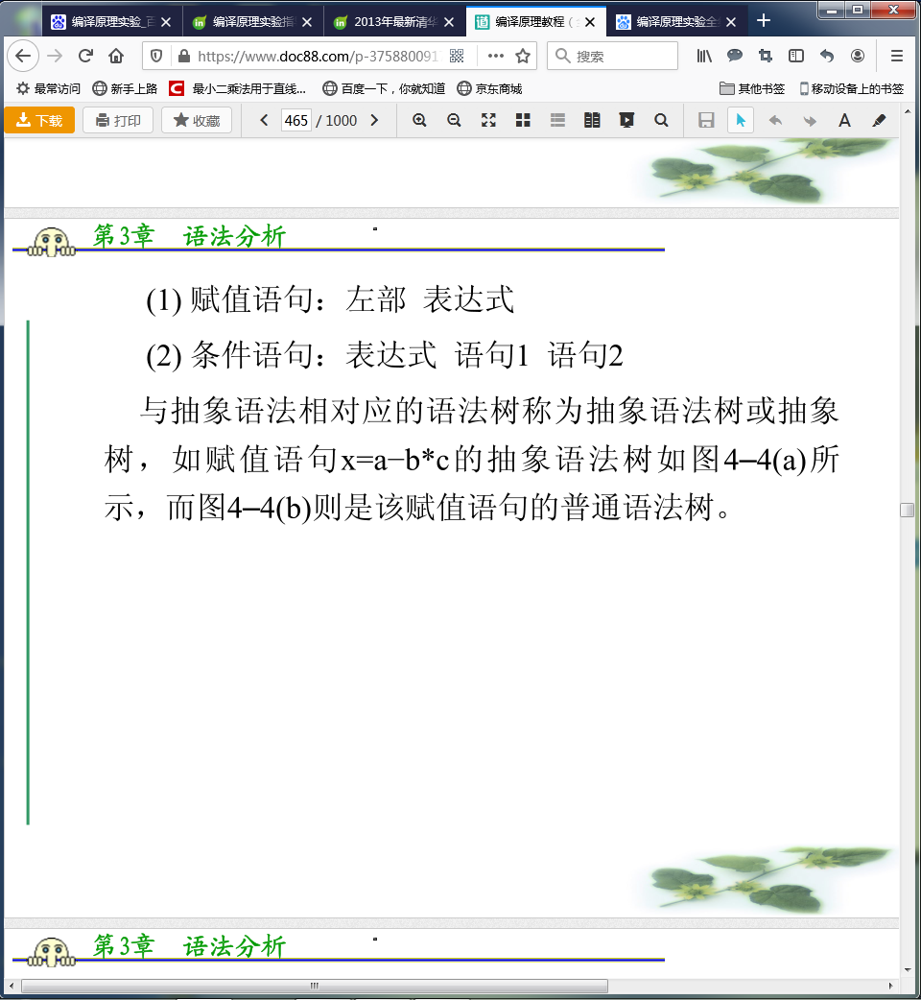 编译原理实验_百
编译原理实验指
2013年最新清华
编译原理教程（
编译原理实验全
https://www.doc88.com/p-37588009
搜索
最常访问
新手上路
最小二乘法用于直线...
百度一下，你就知道
京东商城
其他书签
移动设备上的书签
下载
打印
收藏
465 / 1000
第3章 语法分析
(1) 赋值语句：左部 表达式
(2) 条件语句：表达式 语句1 语句2
与抽象语法相对应的语法树称为抽象语法树或抽象
树，如赋值语句x=a−b*c的抽象语法树如图4–4(a)所
示，而图4–4(b)则是该赋值语句的普通语法树。
第3章 语法分析